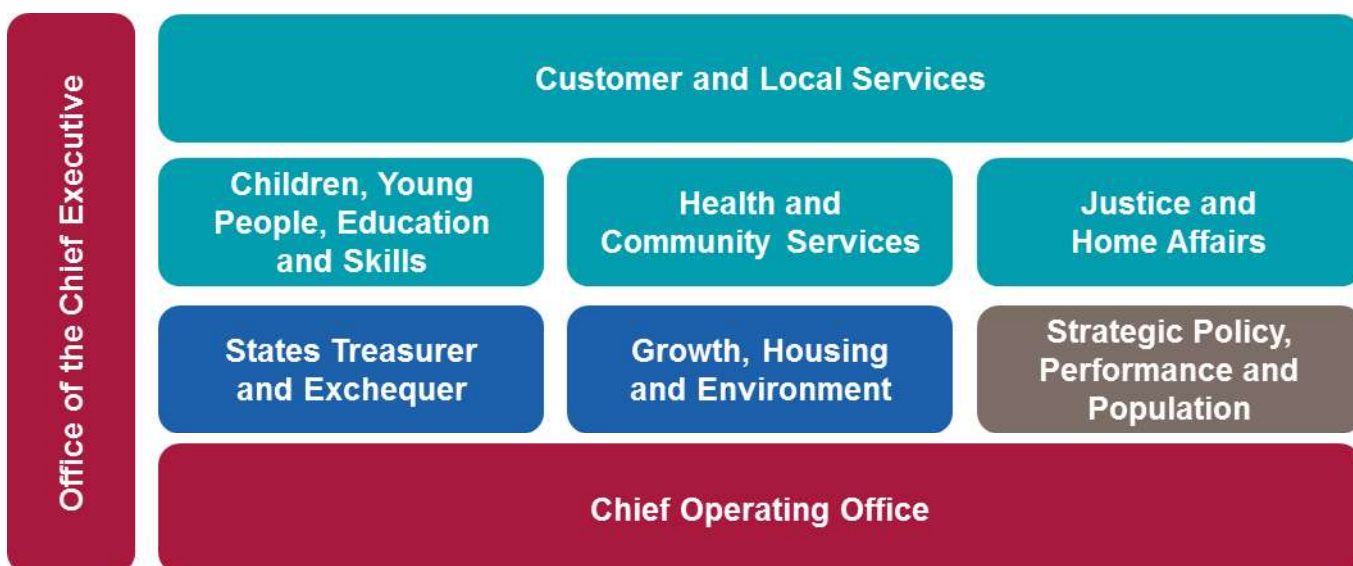 Office of the Chief Executive
Customer and Local Services
Children, Young
People, Education
and Skills
Health and
Community Services
Justice and
Home Affairs
States Treasurer
and Exchequer
Growth, Housing
and Environment
Strategic Policy,
Performance and
Population
Chief Operating Office